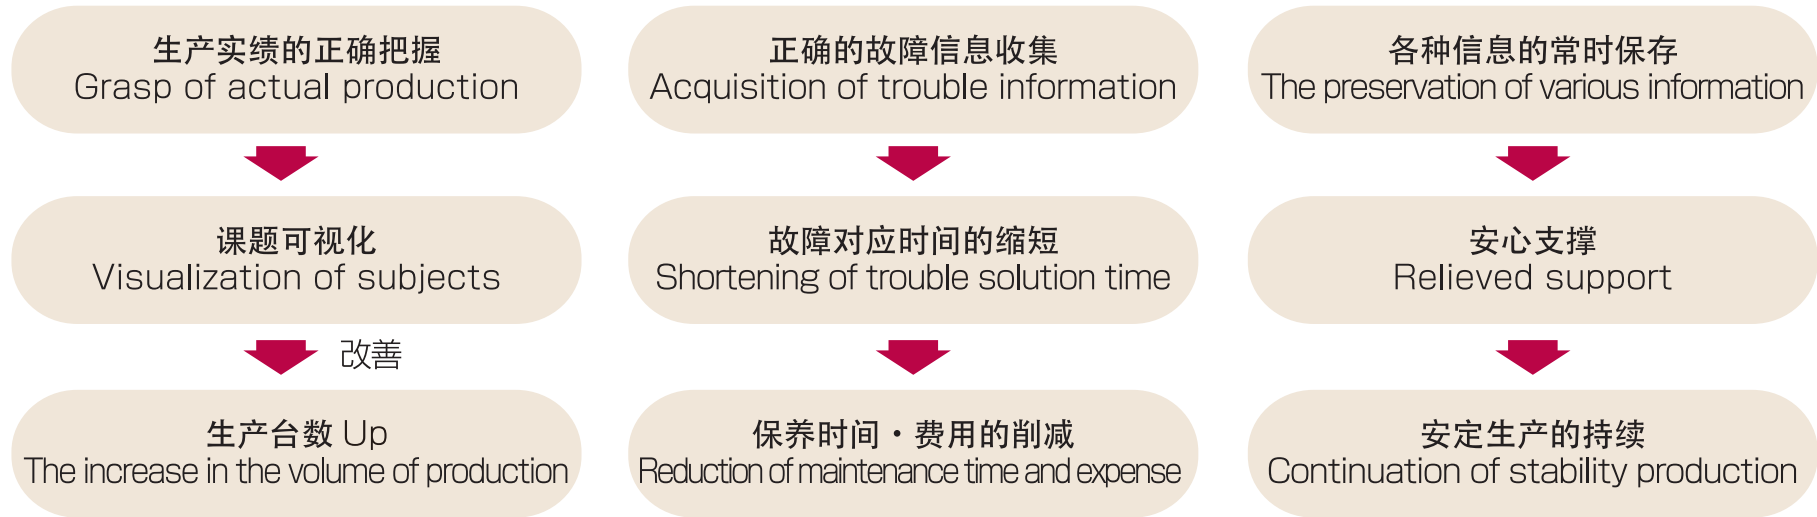 生产实绩的正确把握
Grasp of actual production
课题可视化
Visualization of subjects
改善
生产台数 Up
The increase in the volume of production
正确的故障信息收集
Acquisition of trouble information
故障对应时间的缩短
Shortening of trouble solution time
保养时间・费用的削减
Reduction of maintenance time and expense
各种信息的常时保存
The preservation of various information
安心支撑
Relieved support
安定生产的持续
Continuation of stability production